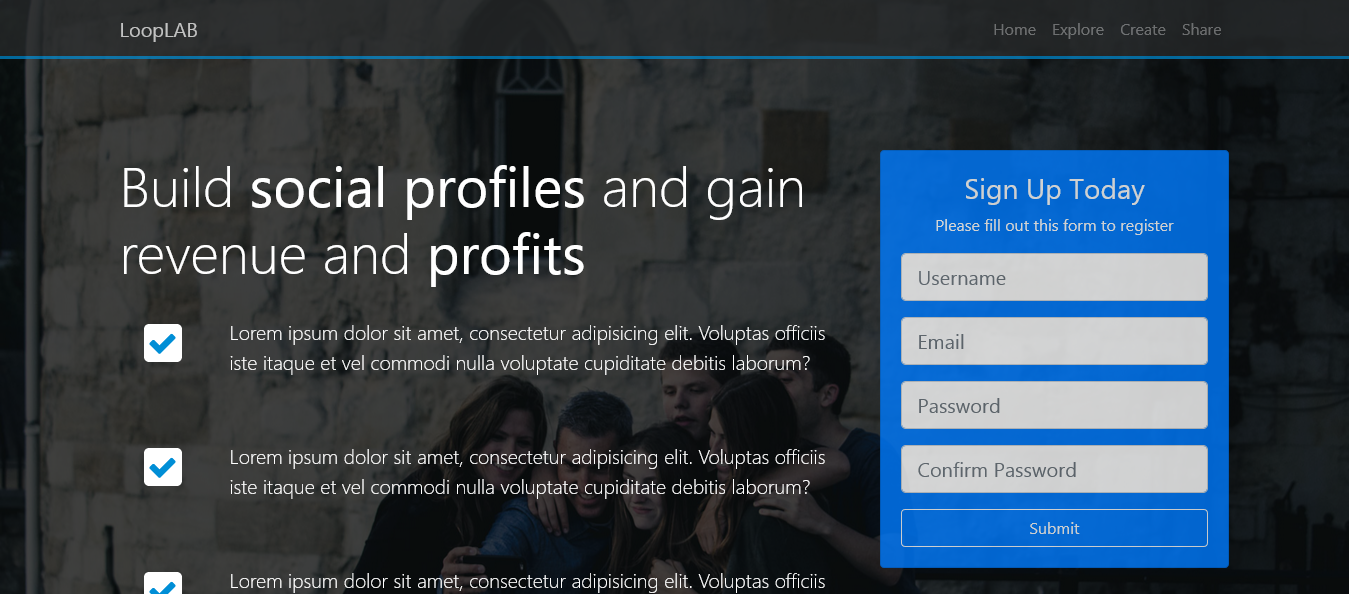 LoopLAB
Home Explore Create Share
Build social profiles and gain
revenue and profits
Lorem ipsum dolor sit amet, consectetur adipisicing elit. Voluptas officiis
iste itaque et vel commodi nulla voluptate cupiditate debitis laborum?
Lorem ipsum dolor sit amet, consectetur adipisicing elit. Voluptas officiis
iste itaque et vel commodi nulla voluptate cupiditate debitis laborum?
Lorem ipsum dolor sit amet, consectetur adipisicing elit. Voluptas officiis
Sign Up Today
Please fill out this form to register
Username
Email
Password
Confirm Password
Submit